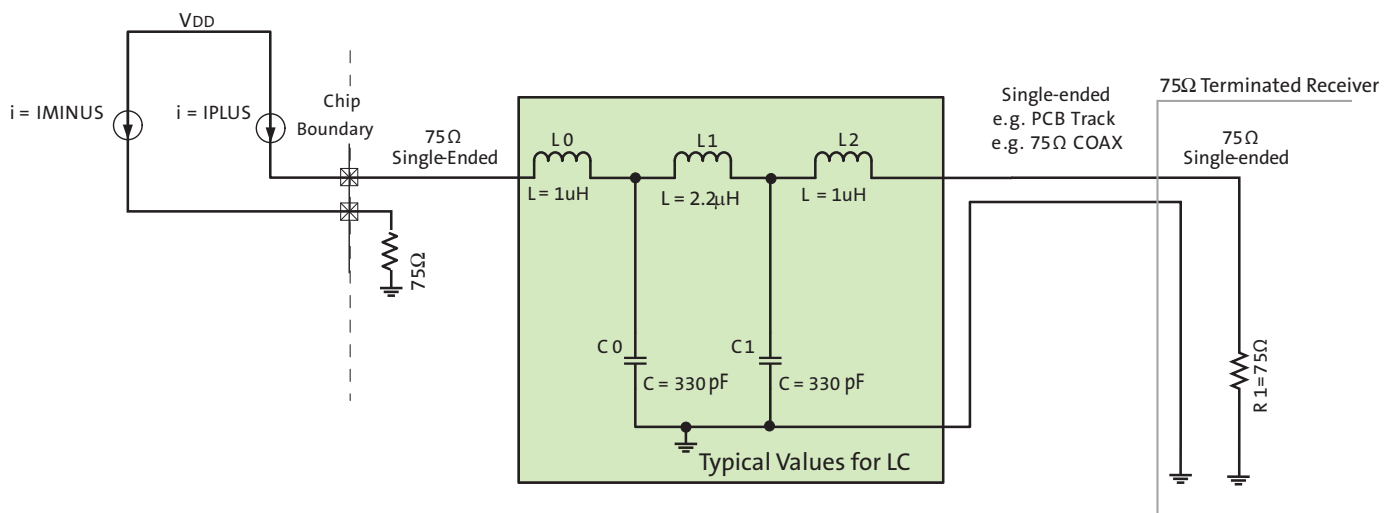 VDD
i = IMINUS
i = IPLUS
Chip
Boundary
75Ω
Single-Ended
75Ω
L0
L = 1uH
L1
L = 2.2µH
L2
L = 1uH
C0
C = 330 pF
C1
C = 330 pF
Typical Values for LC
Single-ended
e.g. PCB Track
e.g. 75Ω COAX
75Ω Terminated Receiver
75Ω
Single-ended
R1=75Ω